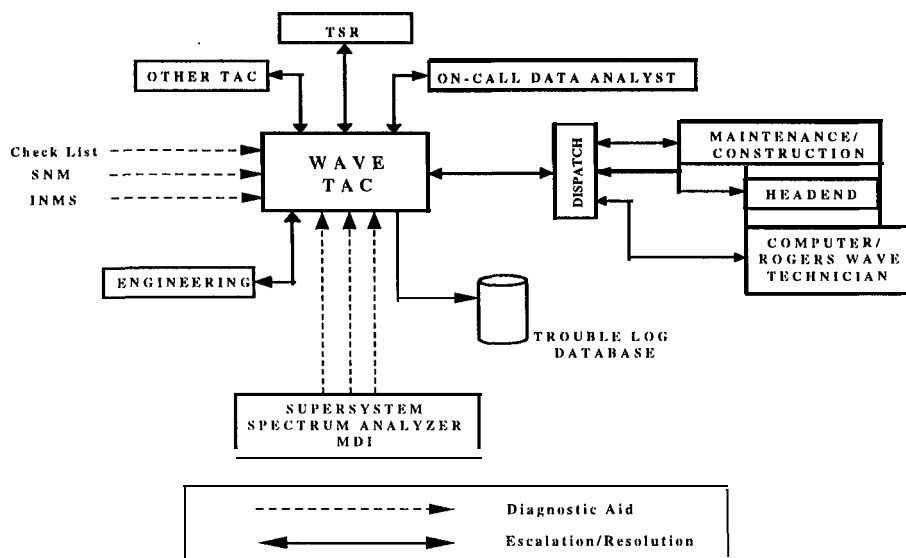 TSR
OTHER TAC
ON-CALL DATA ANALYST
Check List
SNM
INMS
WAVE
TAC
DISPATCH
MAINTENANCE/
CONSTRUCTION
HEADEND
COMPUTER/
ROGERS WAVE
TECHNICIAN
ENGINEERING
TROUBLE LOG
DATABASE
SUPERSYSTEM
SPECTRUM ANALYZER
MDI
Diagnostic Aid
Escalation/Resolution